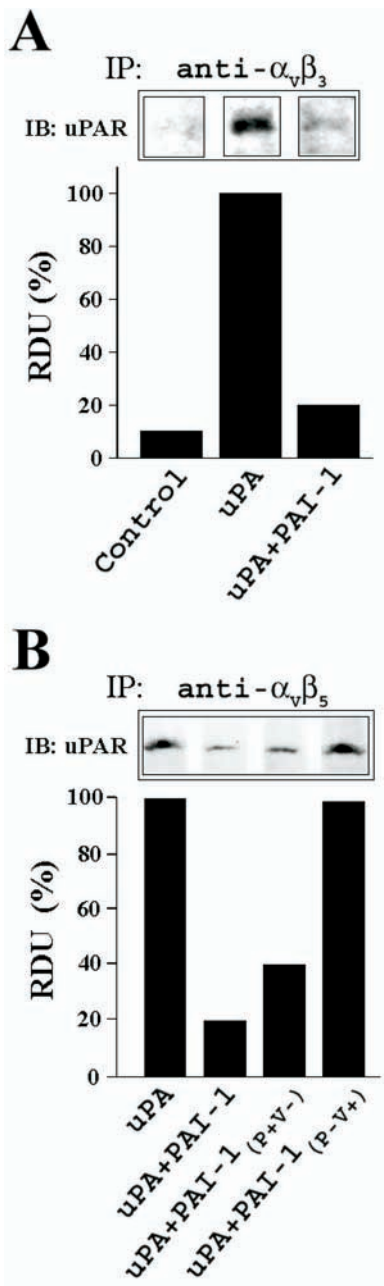 A
IP: anti-αvβ3
IB: uPAR
RDU (%)
100
80
60
40
20
0
Control
uPA
uPA+PAI-1
B
IP: anti-αvβ5
IB: uPAR
RDU (%)
100
80
60
40
20
0
uPA
uPA+PAI-1
uPA+PAI-1 (P+V-)
uPA+PAI-1 (P-V+)